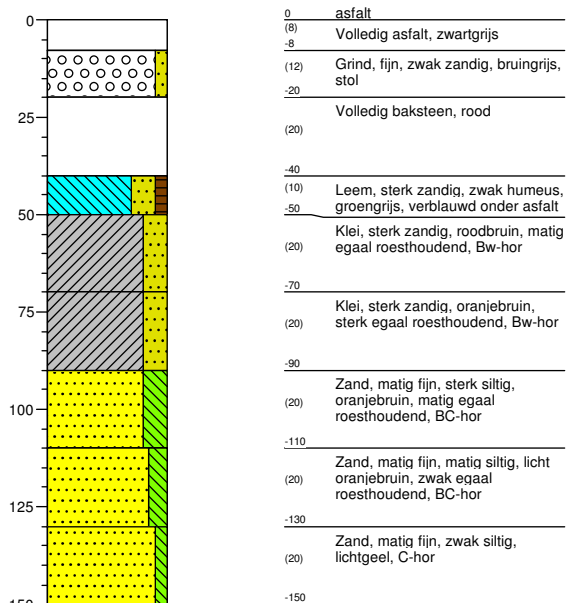 0 asfalt
0
(8) Volledig asfalt, zwartgrijs
-8
(12) Grind, fijn, zwak zandig, bruingrijs,
stol
-20
Volledig baksteen, rood
25
(20)
-40
(10) Leem, sterk zandig, zwak humeus,
groengrijs, verblauwd onder asfalt
-50
50
Klei, sterk zandig, roodbruin, matig
(20) egaal roesthoudend, Bw-hor
-70
75
Klei, sterk zandig, oranjebruin,
(20) sterk egaal roesthoudend, Bw-hor
-90
Zand, matig fijn, sterk siltig,
(20) oranjebruin, matig egaal
roesthoudend, BC-hor
100
-110
Zand, matig fijn, matig siltig, licht
(20) oranjebruin, zwak egaal
roesthoudend, BC-hor
125
-130
Zand, matig fijn, zwak siltig,
(20) lichtgeel, C-hor
-150
150